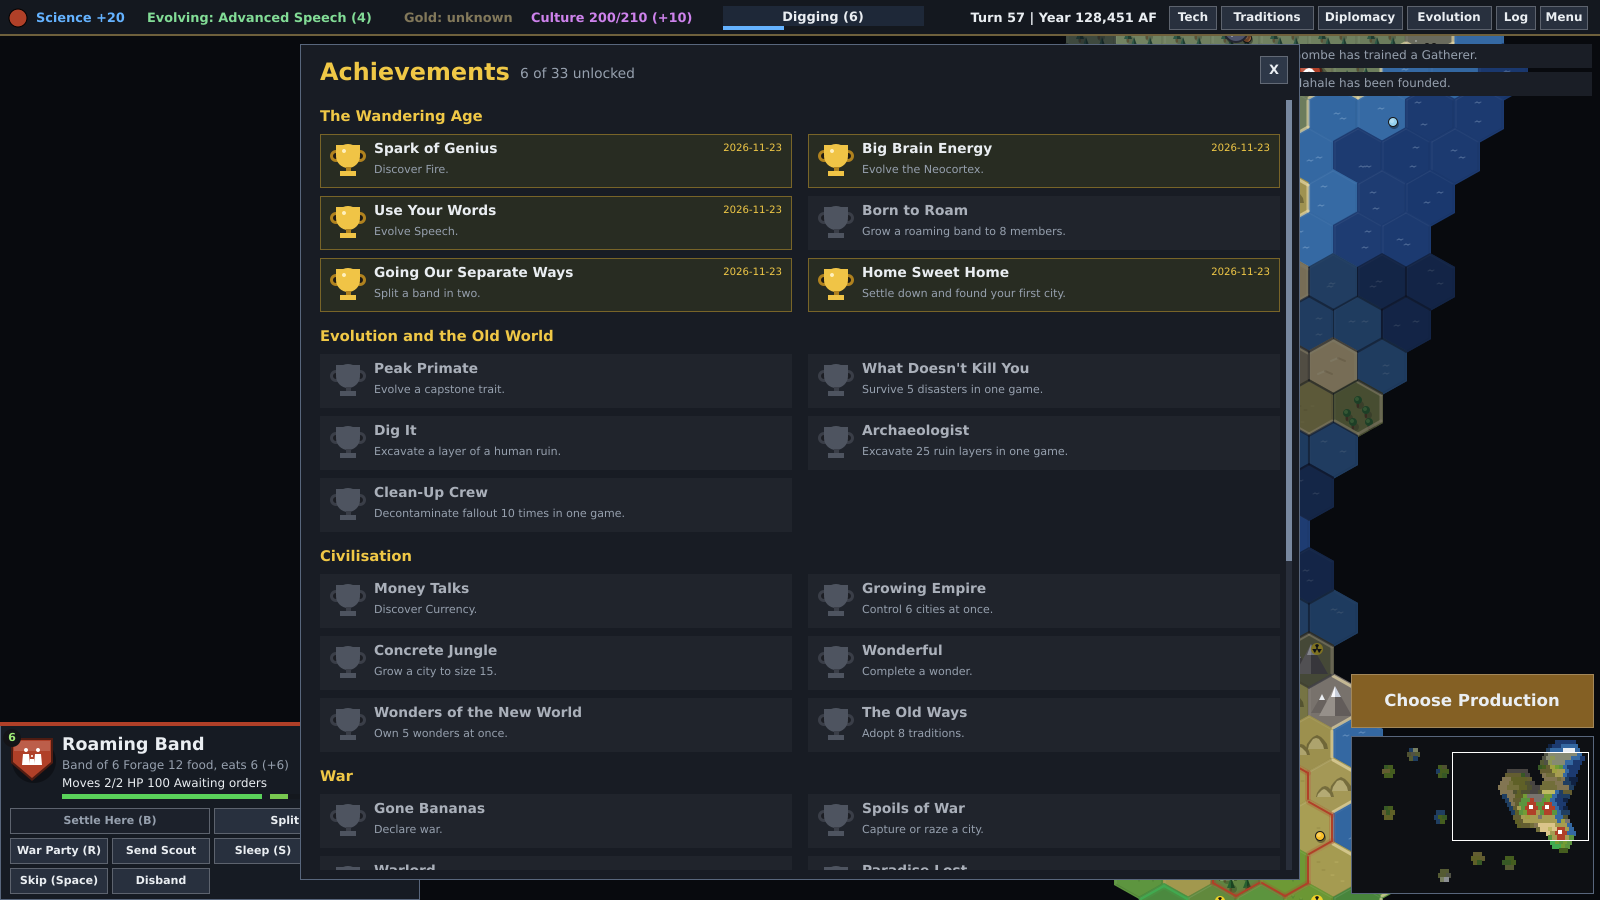 Science +20
Evolving: Advanced Speech (4)
Gold: unknown
Culture 200/210 (+10)
Digging (6)
Turn 57 | Year 128,451 AF
Tech
Traditions
Diplomacy
Evolution
Log
Menu
ombe has trained a Gatherer.
ahale has been founded.
Achievements
6 of 33 unlocked
X
The Wandering Age
Spark of Genius
2026-11-23
Discover Fire.
Big Brain Energy
2026-11-23
Evolve the Neocortex.
Use Your Words
2026-11-23
Evolve Speech.
Born to Roam
Grow a roaming band to 8 members.
Going Our Separate Ways
2026-11-23
Split a band in two.
Home Sweet Home
2026-11-23
Settle down and found your first city.
Evolution and the Old World
Peak Primate
Evolve a capstone trait.
What Doesn't Kill You
Survive 5 disasters in one game.
Dig It
Excavate a layer of a human ruin.
Archaeologist
Excavate 25 ruin layers in one game.
Clean-Up Crew
Decontaminate fallout 10 times in one game.
Civilisation
Money Talks
Discover Currency.
Growing Empire
Control 6 cities at once.
Concrete Jungle
Grow a city to size 15.
Wonderful
Complete a wonder.
Wonders of the New World
Own 5 wonders at once.
The Old Ways
Adopt 8 traditions.
War
Gone Bananas
Declare war.
Spoils of War
Capture or raze a city.
Warlord
Paradise Lost
Choose Production
6
Roaming Band
Band of 6 Forage 12 food, eats 6 (+6)
Moves 2/2 HP 100 Awaiting orders
Settle Here (B)
Split
War Party (R)
Send Scout
Sleep (S)
Skip (Space)
Disband